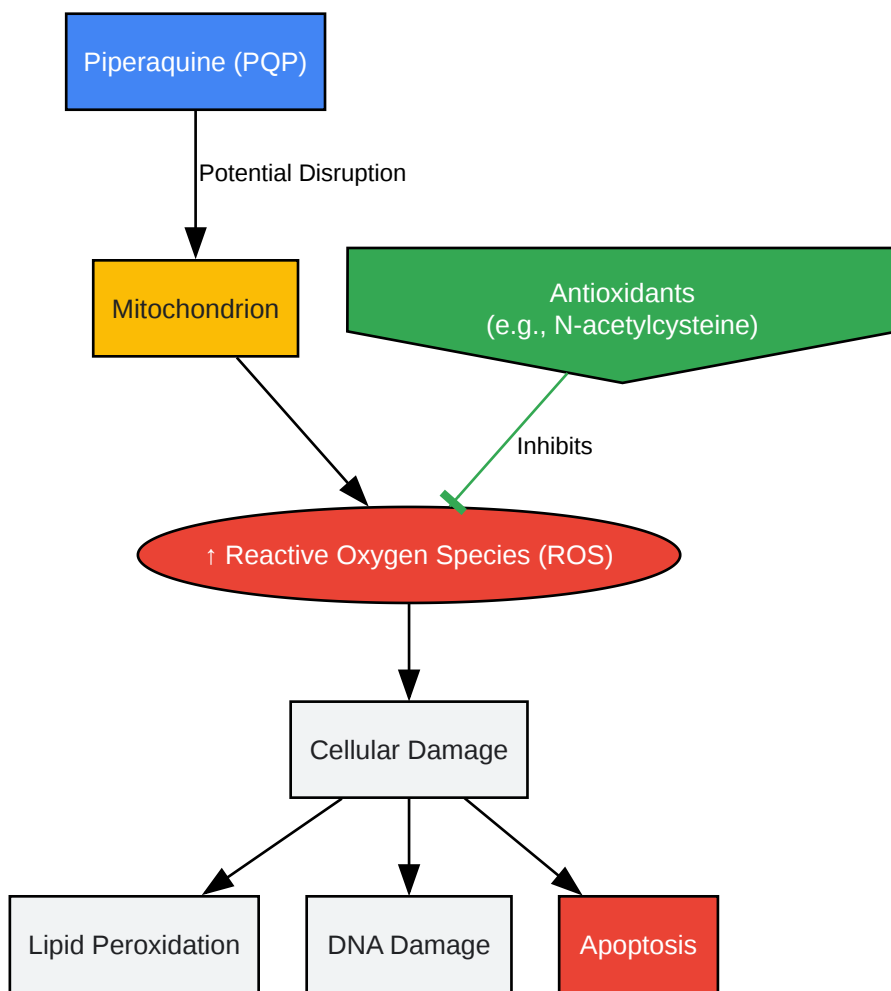 Piperaquine (PQP)
Potential Disruption
Mitochondrion
Antioxidants
(e.g., N-acetylcysteine)
Inhibits
↑ Reactive Oxygen Species (ROS)
Cellular Damage
Lipid Peroxidation
DNA Damage
Apoptosis